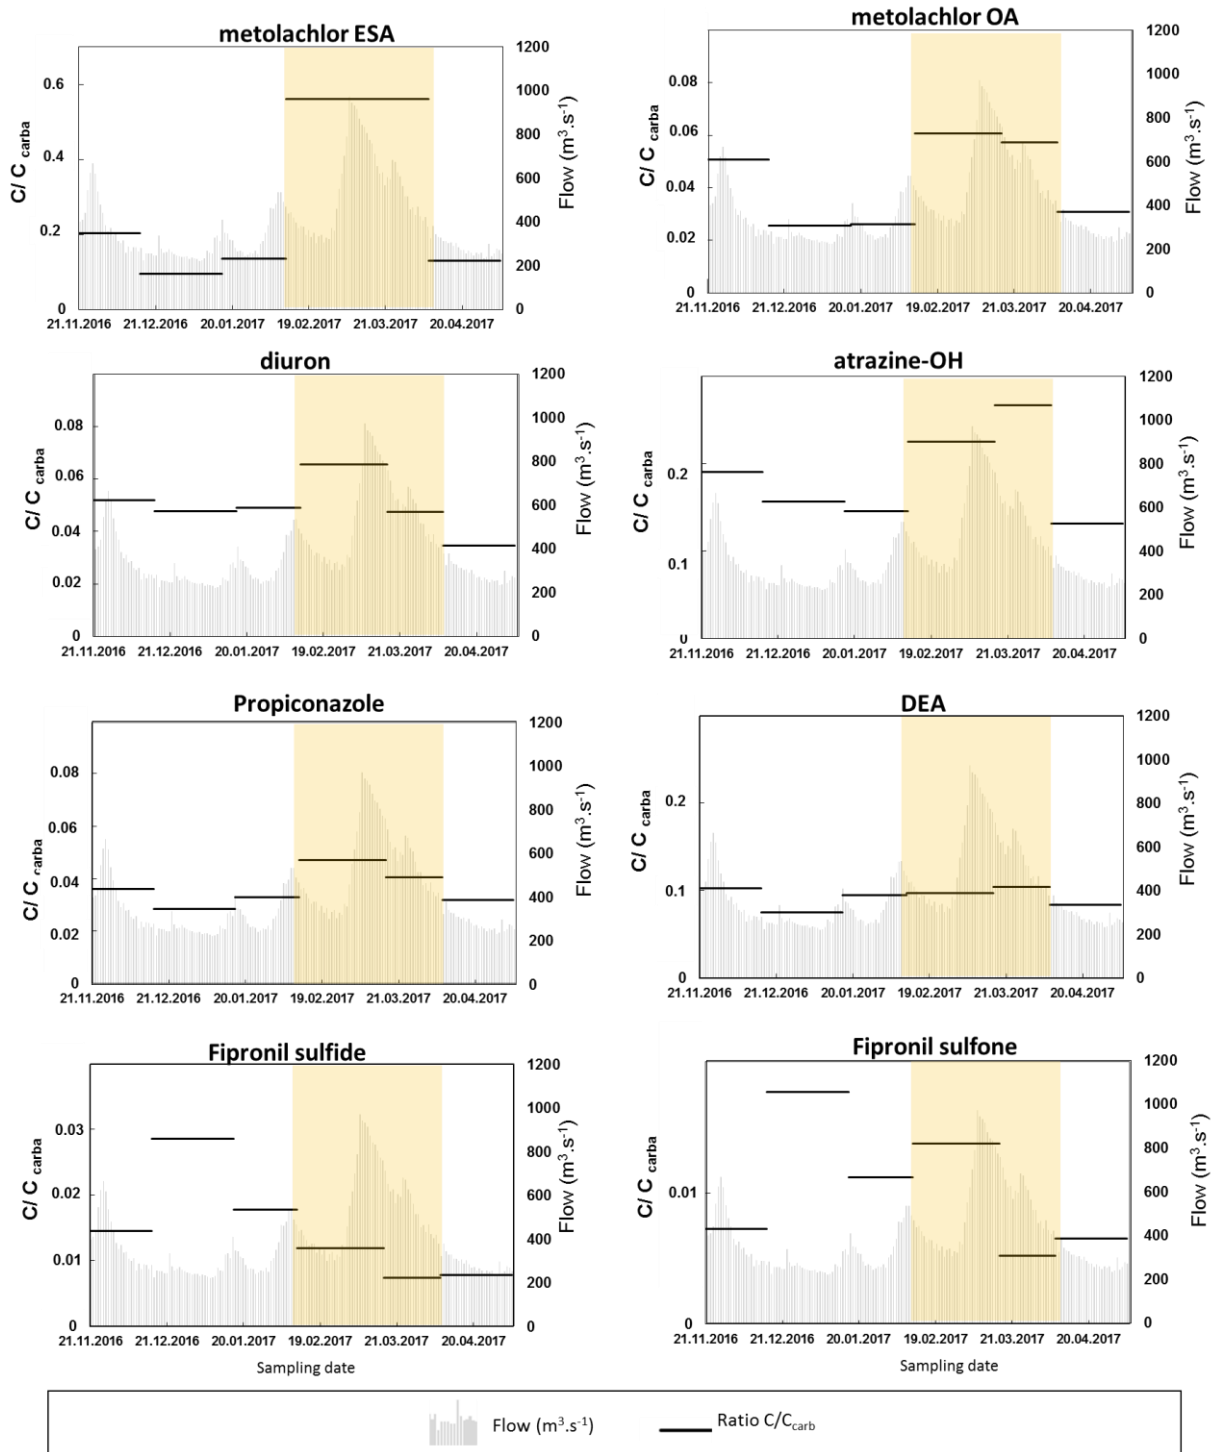 metolachlor ESA
C/ C carba
0.6
0.4
0.2
0
1200
1000
800
600
400
200
0
Flow (m³.s⁻¹)
21.11.2016 21.12.2016 20.01.2017 19.02.2017 21.03.2017 20.04.2017
metolachlor OA
C/ C carba
0.08
0.06
0.04
0.02
0
1200
1000
800
600
400
200
0
Flow (m³.s⁻¹)
21.11.2016 21.12.2016 20.01.2017 19.02.2017 21.03.2017 20.04.2017
diuron
C/ C carba
0.08
0.06
0.04
0.02
0
1200
1000
800
600
400
200
0
Flow (m³.s⁻¹)
21.11.2016 21.12.2016 20.01.2017 19.02.2017 21.03.2017 20.04.2017
atrazine-OH
C/ C carba
0.2
0.1
0
1200
1000
800
600
400
200
0
Flow (m³.s⁻¹)
21.11.2016 21.12.2016 20.01.2017 19.02.2017 21.03.2017 20.04.2017
Propiconazole
C/ C carba
0.08
0.06
0.04
0.02
0
1200
1000
800
600
400
200
0
Flow (m³.s⁻¹)
21.11.2016 21.12.2016 20.01.2017 19.02.2017 21.03.2017 20.04.2017
DEA
C/ C carba
0.2
0.1
0
1200
1000
800
600
400
200
0
Flow (m³.s⁻¹)
21.11.2016 21.12.2016 20.01.2017 19.02.2017 21.03.2017 20.04.2017
Fipronil sulfide
C/ C carba
0.03
0.02
0.01
0
1200
1000
800
600
400
200
0
Flow (m³.s⁻¹)
21.11.2016 21.12.2016 20.01.2017 19.02.2017 21.03.2017 20.04.2017
Sampling date
Fipronil sulfone
C/ C carba
0.01
0
1200
1000
800
600
400
200
0
Flow (m³.s⁻¹)
21.11.2016 21.12.2016 20.01.2017 19.02.2017 21.03.2017 20.04.2017
Sampling date
Flow (m³.s⁻¹) Ratio C/Ccarb